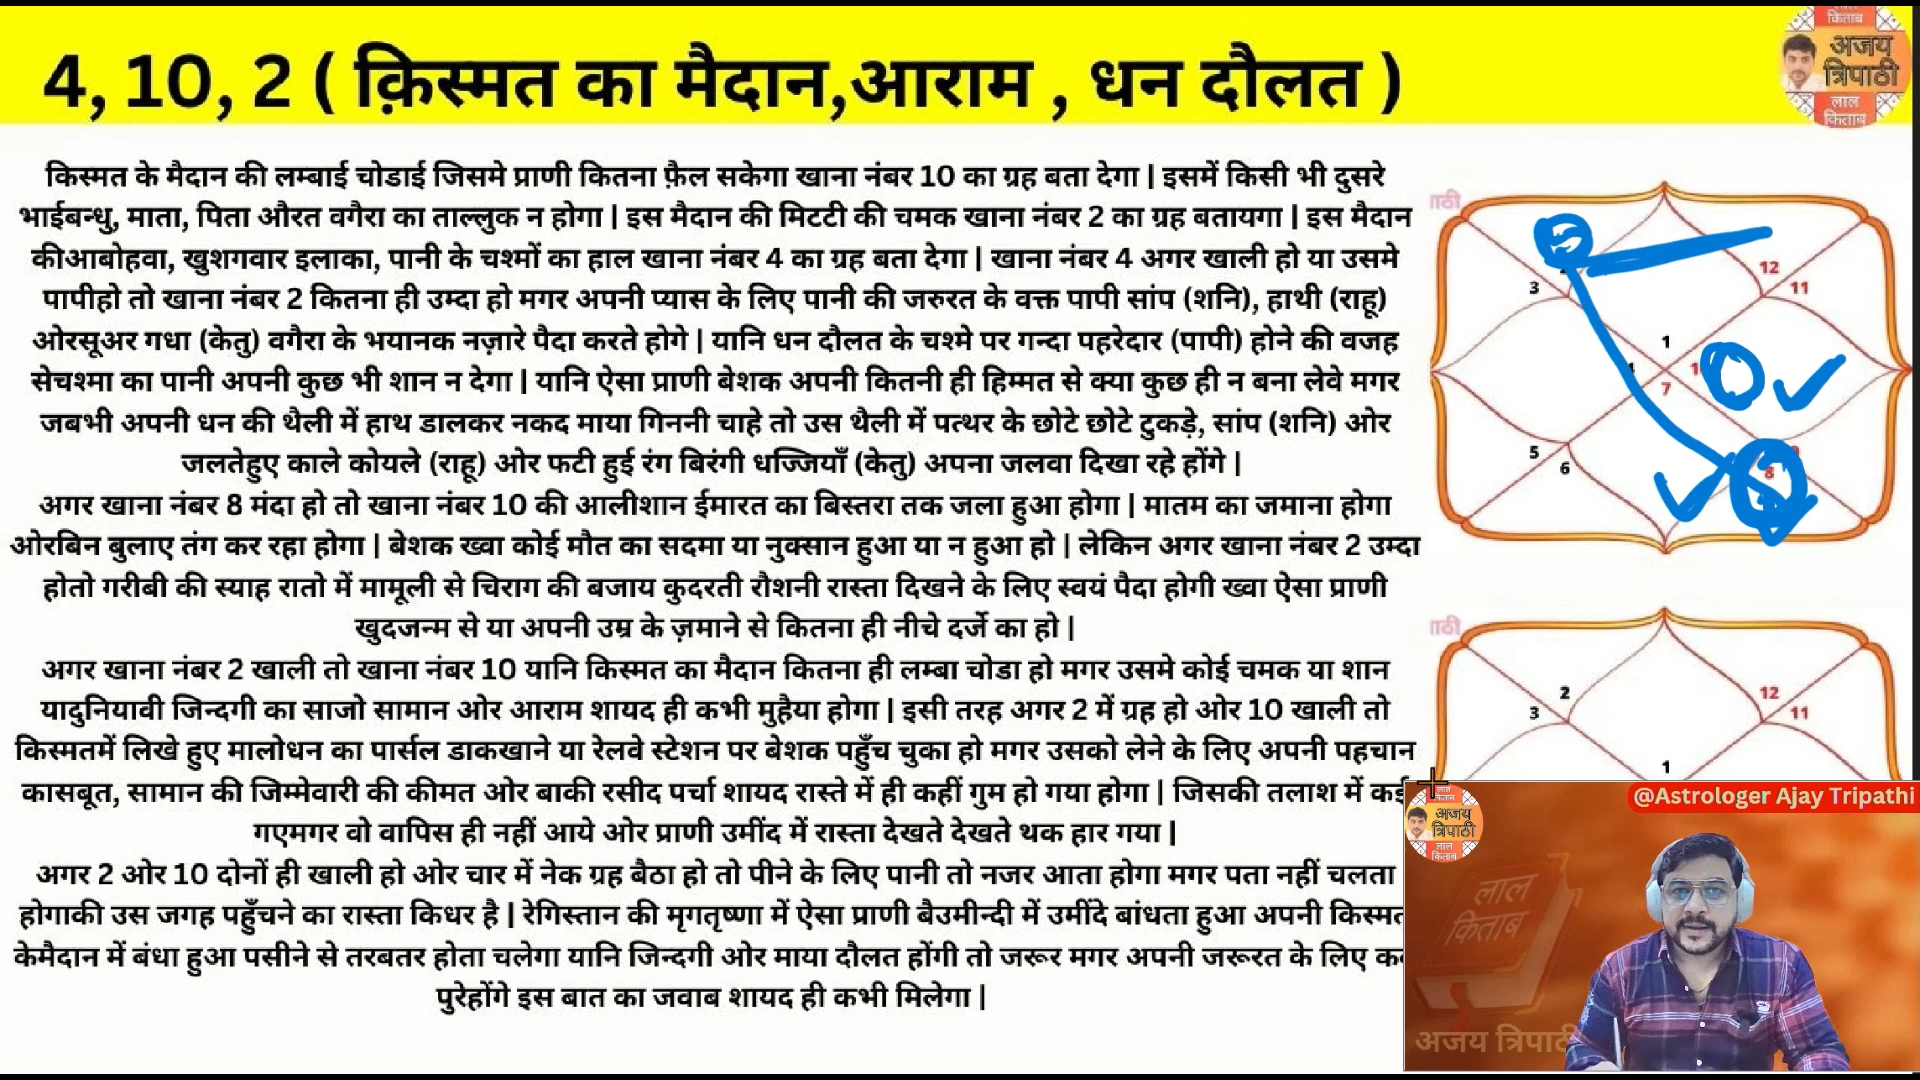 4, 10, 2 ( क़िस्मत का मैदान,आराम , धन दौलत )
अजय
त्रिपाठी
लाल
किताब
किस्मत के मैदान की लम्बाई चोडाई जिसमे प्राणी कितना फ़ैल सकेगा खाना नंबर 10 का ग्रह बता देगा | इसमें किसी भी दुसरे
भाईबन्धु, माता, पिता औरत वगैरा का ताल्लुक न होगा | इस मैदान की मिटटी की चमक खाना नंबर 2 का ग्रह बतायगा | इस मैदान
कीआबोहवा, खुशगवार इलाका, पानी के चश्मों का हाल खाना नंबर 4 का ग्रह बता देगा | खाना नंबर 4 अगर खाली हो या उसमे
पापीहो तो खाना नंबर 2 कितना ही उम्दा हो मगर अपनी प्यास के लिए पानी की जरुरत के वक्त पापी सांप (शनि), हाथी (राहू)
ओरसूअर गधा (केतु) वगैरा के भयानक नज़ारे पैदा करते होगे | यानि धन दौलत के चश्मे पर गन्दा पहरेदार (पापी) होने की वजह
सेचश्मा का पानी अपनी कुछ भी शान न देगा | यानि ऐसा प्राणी बेशक अपनी कितनी ही हिम्मत से क्या कुछ ही न बना लेवे मगर
जबभी अपनी धन की थैली में हाथ डालकर नकद माया गिननी चाहे तो उस थैली में पत्थर के छोटे छोटे टुकड़े, सांप (शनि) ओर
जलतेहुए काले कोयले (राहू) ओर फटी हुई रंग बिरंगी धज्जियाँ (केतु) अपना जलवा दिखा रहे होंगे |
अगर खाना नंबर 8 मंदा हो तो खाना नंबर 10 की आलीशान ईमारत का बिस्तरा तक जला हुआ होगा | मातम का जमाना होगा
ओरबिन बुलाए तंग कर रहा होगा | बेशक ख्वा कोई मौत का सदमा या नुक्सान हुआ या न हुआ हो | लेकिन अगर खाना नंबर 2 उम्दा
होतो गरीबी की स्याह रातो में मामूली से चिराग की बजाय कुदरती रौशनी रास्ता दिखने के लिए स्वयं पैदा होगी ख्वा ऐसा प्राणी
खुदजन्म से या अपनी उम्र के ज़माने से कितना ही नीचे दर्जे का हो |
अगर खाना नंबर 2 खाली तो खाना नंबर 10 यानि किस्मत का मैदान कितना ही लम्बा चोडा हो मगर उसमे कोई चमक या शान
यादुनियावी जिन्दगी का साजो सामान ओर आराम शायद ही कभी मुहैया होगा | इसी तरह अगर 2 में ग्रह हो ओर 10 खाली तो
किस्मतमें लिखे हुए मालोधन का पार्सल डाकखाने या रेलवे स्टेशन पर बेशक पहुँच चुका हो मगर उसको लेने के लिए अपनी पहचान
कासबूत, सामान की जिम्मेवारी की कीमत ओर बाकी रसीद पर्चा शायद रास्ते में ही कहीं गुम हो गया होगा | जिसकी तलाश में कई
गएमगर वो वापिस ही नहीं आये ओर प्राणी उमींद में रास्ता देखते देखते थक हार गया |
अगर 2 ओर 10 दोनों ही खाली हो ओर चार में नेक ग्रह बैठा हो तो पीने के लिए पानी तो नजर आता होगा मगर पता नहीं चलता
होगाकी उस जगह पहुँचने का रास्ता किधर है | रेगिस्तान की मृगतृष्णा में ऐसा प्राणी बैउमीन्दी में उमींदे बांधता हुआ अपनी किस्मत
केमैदान में बंधा हुआ पसीने से तरबतर होता चलेगा यानि जिन्दगी ओर माया दौलत होंगी तो जरूर मगर अपनी जरूरत के लिए
पुरेहोंगे इस बात का जवाब शायद ही कभी मिलेगा |
12
3 11
1
7
5 8
6
2 12
3 11
1
@Astrologer Ajay Tripathi
अजय
त्रिपाठी
लाल
किताब
लाल
किताब
अजय